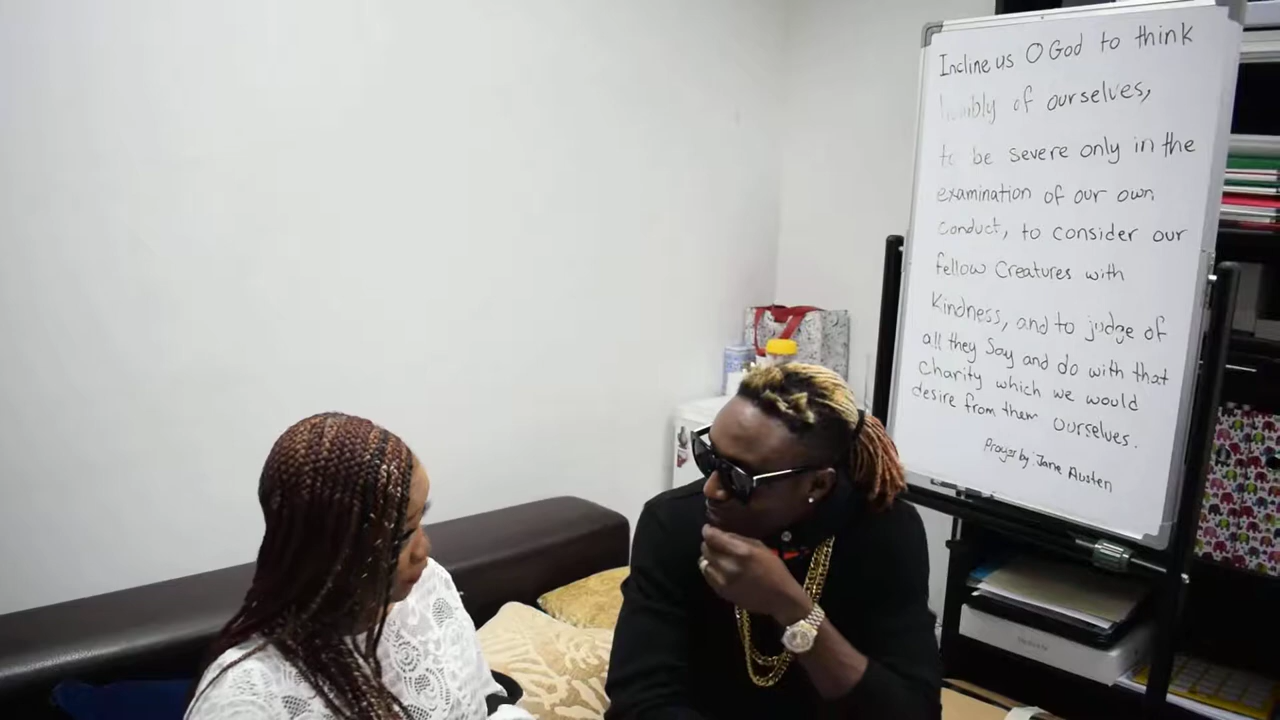 Incline us O God to think
humbly of ourselves,
to be severe only in the
examination of our own
conduct, to consider our
fellow Creatures with
Kindness, and to judge of
all they Say and do with that
Charity which we would
desire from them ourselves.
Prayer by: Jane Austen